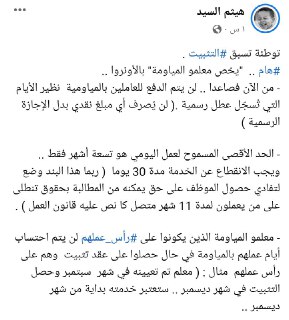 هيثم السيد
١ س ·
توطئة تسبق #التثبيت .
#هام .. "يخص معلمو المياومة" بالأونروا ..
- من الآن فصاعدا .. لن يتم الدفع للعاملين بالمياومة نظير الأيام
التي تُسجّل عطل رسمية .( لن يُصرف أي مبلغ نقدي بدل الإجازة
الرسمية )
- الحد الأقصى المسموح لعمل اليومي هو تسعة أشهر فقط ..
ويجب الانقطاع عن الخدمة مدة 30 يوما ( ربما هذا البند وضع
لتفادي حصول الموظف على حق يمكنه من المطالبة بحقوق تنطلي
على من يعملون لمدة 11 شهر متصل كا نص عليه قانون العمل ) .
- معلمو المياومة الذين يكونوا على #رأس_عملهم لن يتم احتساب
أيام عملهم بالمياومة في حال حصلوا على عقد تثبيت وهم على
رأس عملهم مثال : ( معلم تم تعيينه في شهر سبتمبر وحصل
التثبيت في شهر ديسمبر .. ستعتبر خدمته بداية من شهر
ديسمبر ..